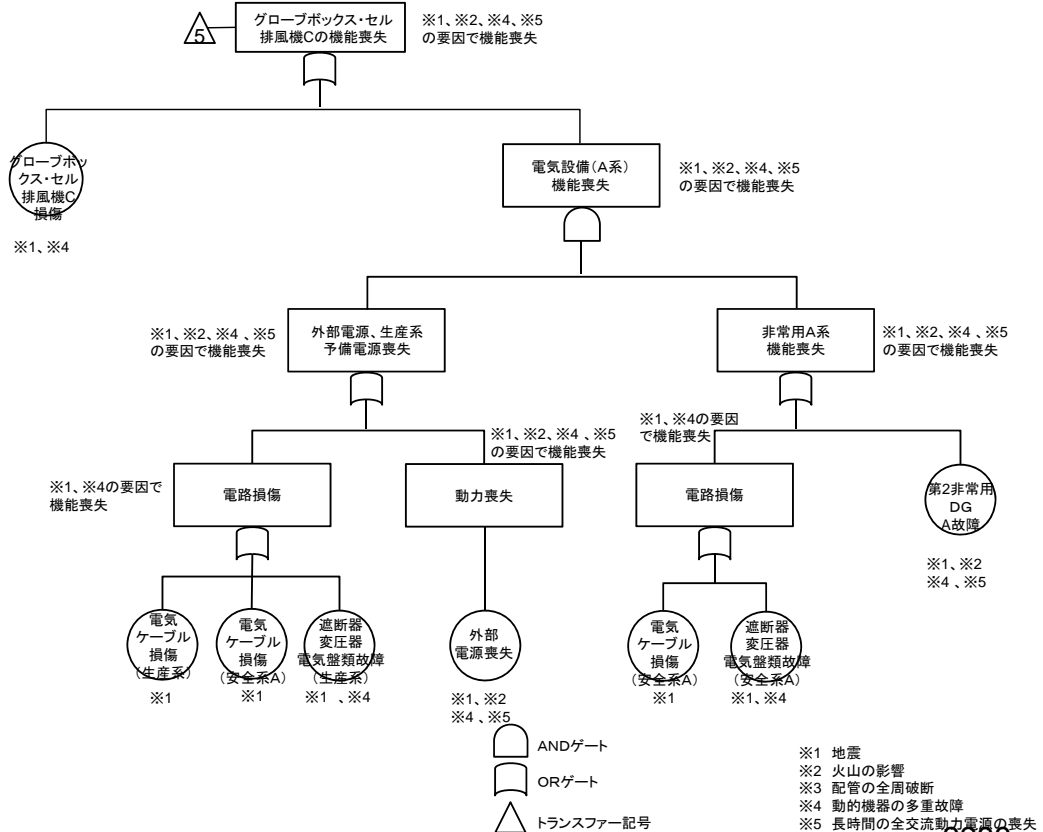 5
グローブボックス・セル
排風機Cの機能喪失
※1、※2、※4、※5
の要因で機能喪失
グローブボッ
クス・セル
排風機C
損傷
※1、※4
電気設備(A系)
機能喪失
※1、※2、※4、※5
の要因で機能喪失
※1、※2、※4 、※5
の要因で機能喪失
外部電源、生産系
予備電源喪失
非常用A系
機能喪失
※1、※2、※4 、※5
の要因で機能喪失
※1、※4の要因で
機能喪失
電路損傷
※1、※2、※4 、※5
の要因で機能喪失
動力喪失
※1、※4の要因
で機能喪失
電路損傷
第2非常用
DG
A故障
※1、※2
※4 、※5
電気
ケーブル
損傷
(生産系)
※1
電気
ケーブル
損傷
(安全系A)
※1
遮断器
変圧器
電気盤類故障
(生産系)
※1 、※4
外部
電源喪失
※1、※2
※4 、※5
電気
ケーブル
損傷
(安全系A)
※1
遮断器
変圧器
電気盤類故障
(安全系A)
※1、※4
ANDゲート
ORゲート
トランスファー記号
※1 地震
※2 火山の影響
※3 配管の全周破断
※4 動的機器の多重故障
※5 長時間の全交流動力電源の喪失